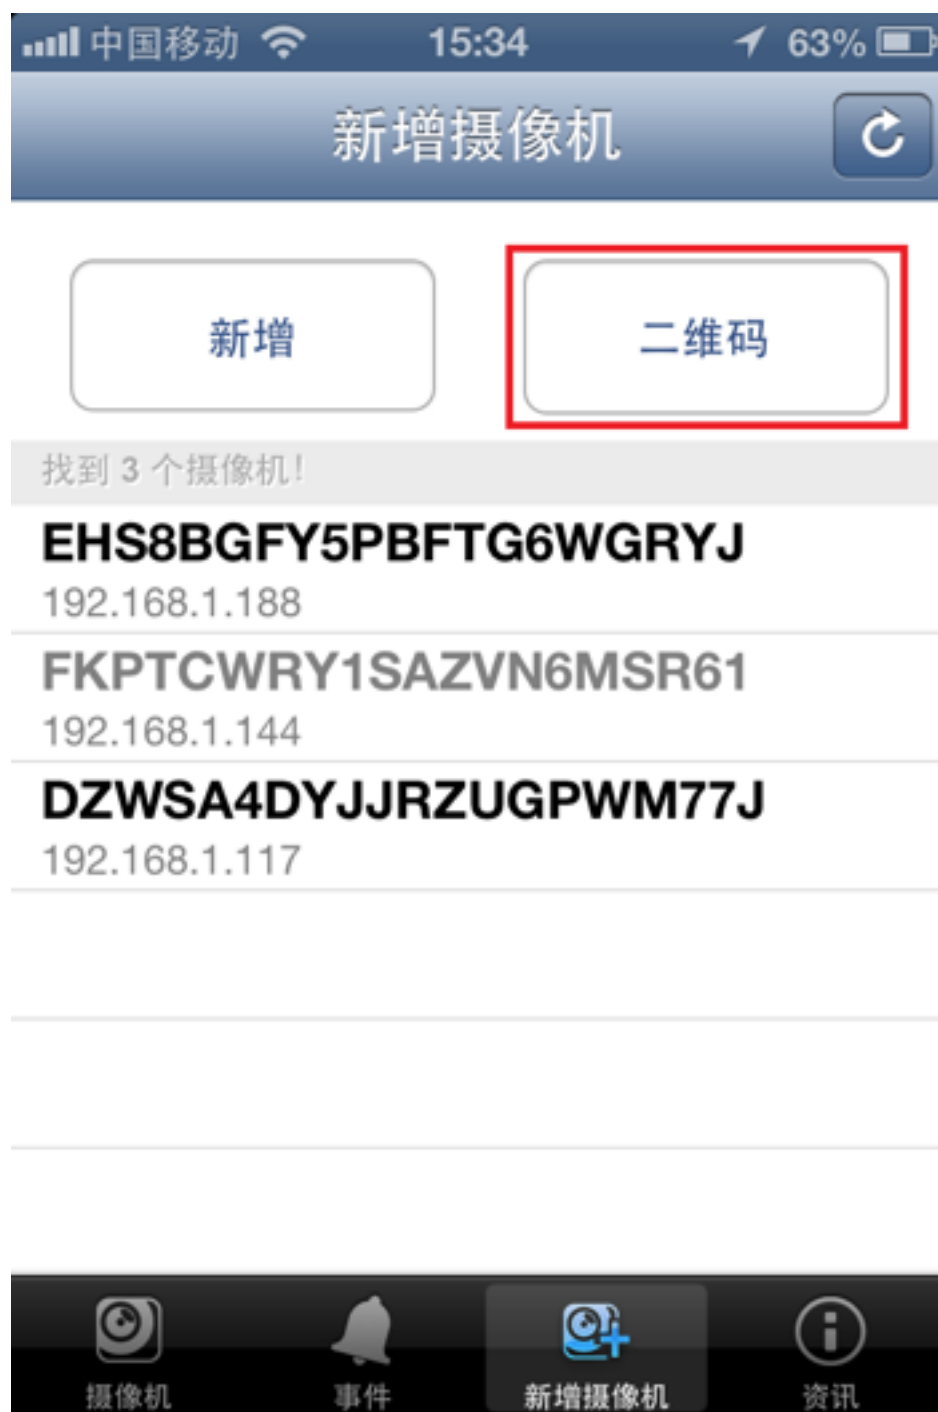 中国移动 15:34 63%
新增摄像机
新增 二维码
找到 3 个摄像机!
EHS8BGFY5PBFTG6WGRYJ
192.168.1.188
FKPTCWRY1SAZVN6MSR61
192.168.1.144
DZWSA4DYJJRZUGPWM77J
192.168.1.117
摄像机 事件 新增摄像机 资讯